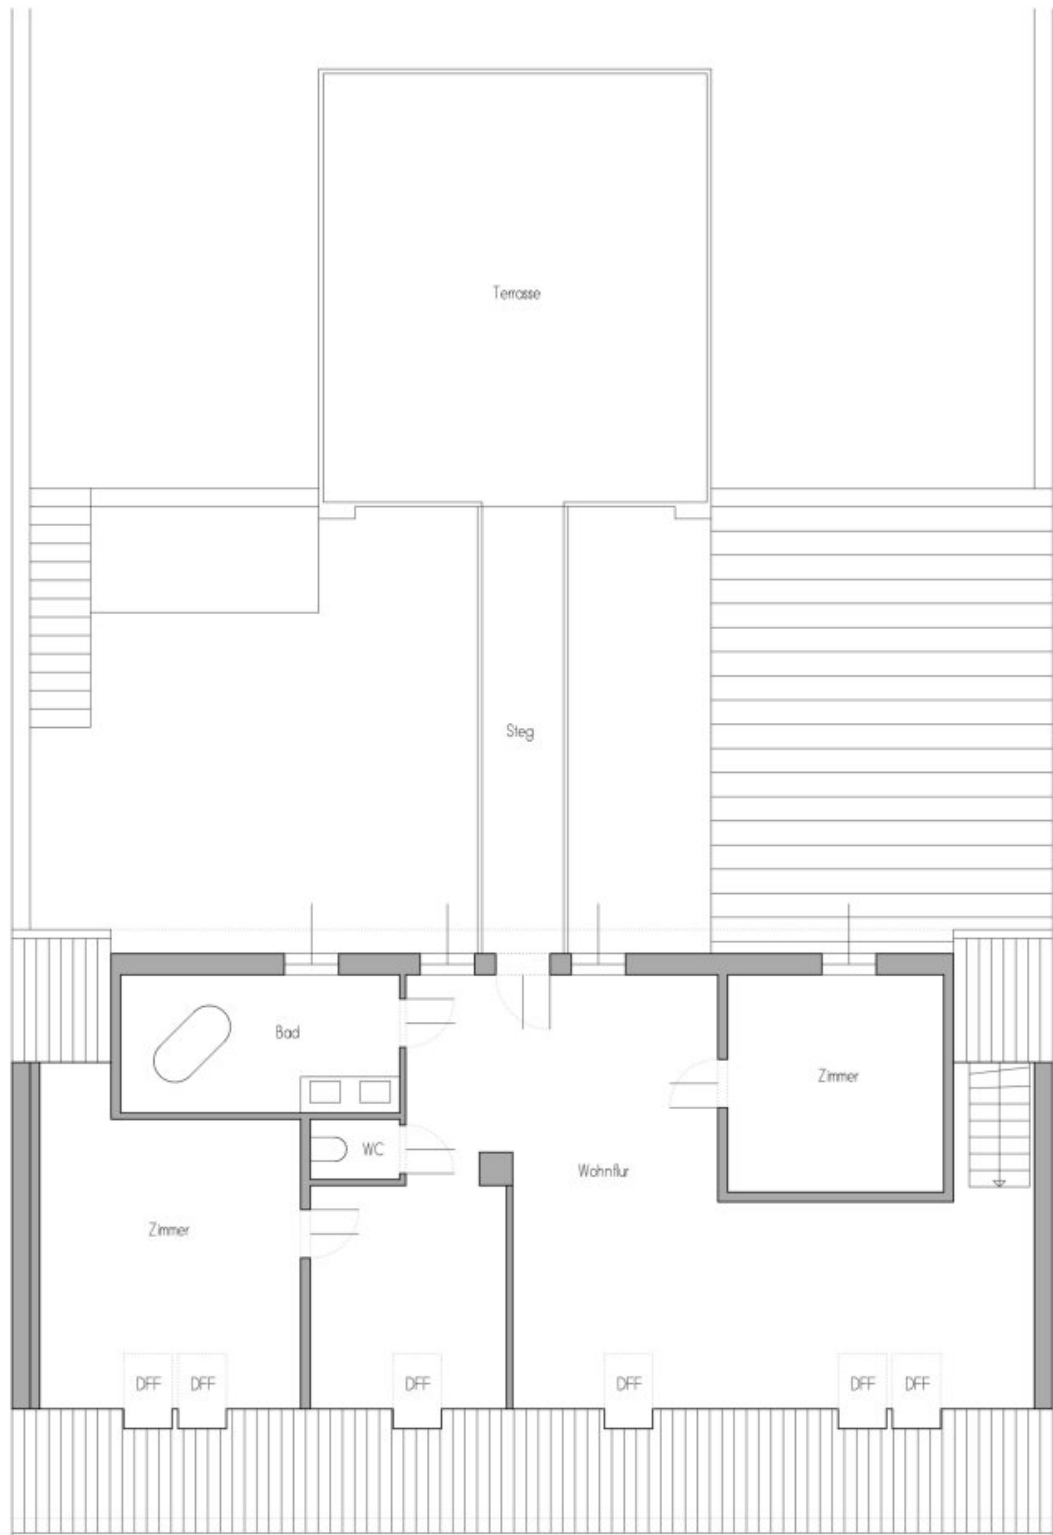 Terrasse
Steg
Bad
Zimmer
WC
Wohnflur
Zimmer
DFF
DFF
DFF
DFF
DFF
DFF